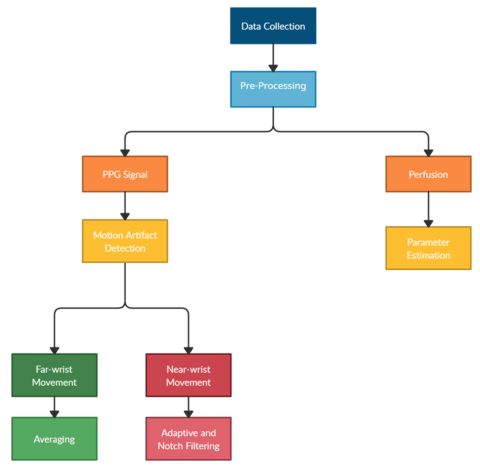 Data Collection
Pre-Processing
PPG Signal
Perfusion
Motion Artifact
Detection
Parameter
Estimation
Far-wrist
Movement
Near-wrist
Movement
Averaging
Adaptive and
Notch Filtering